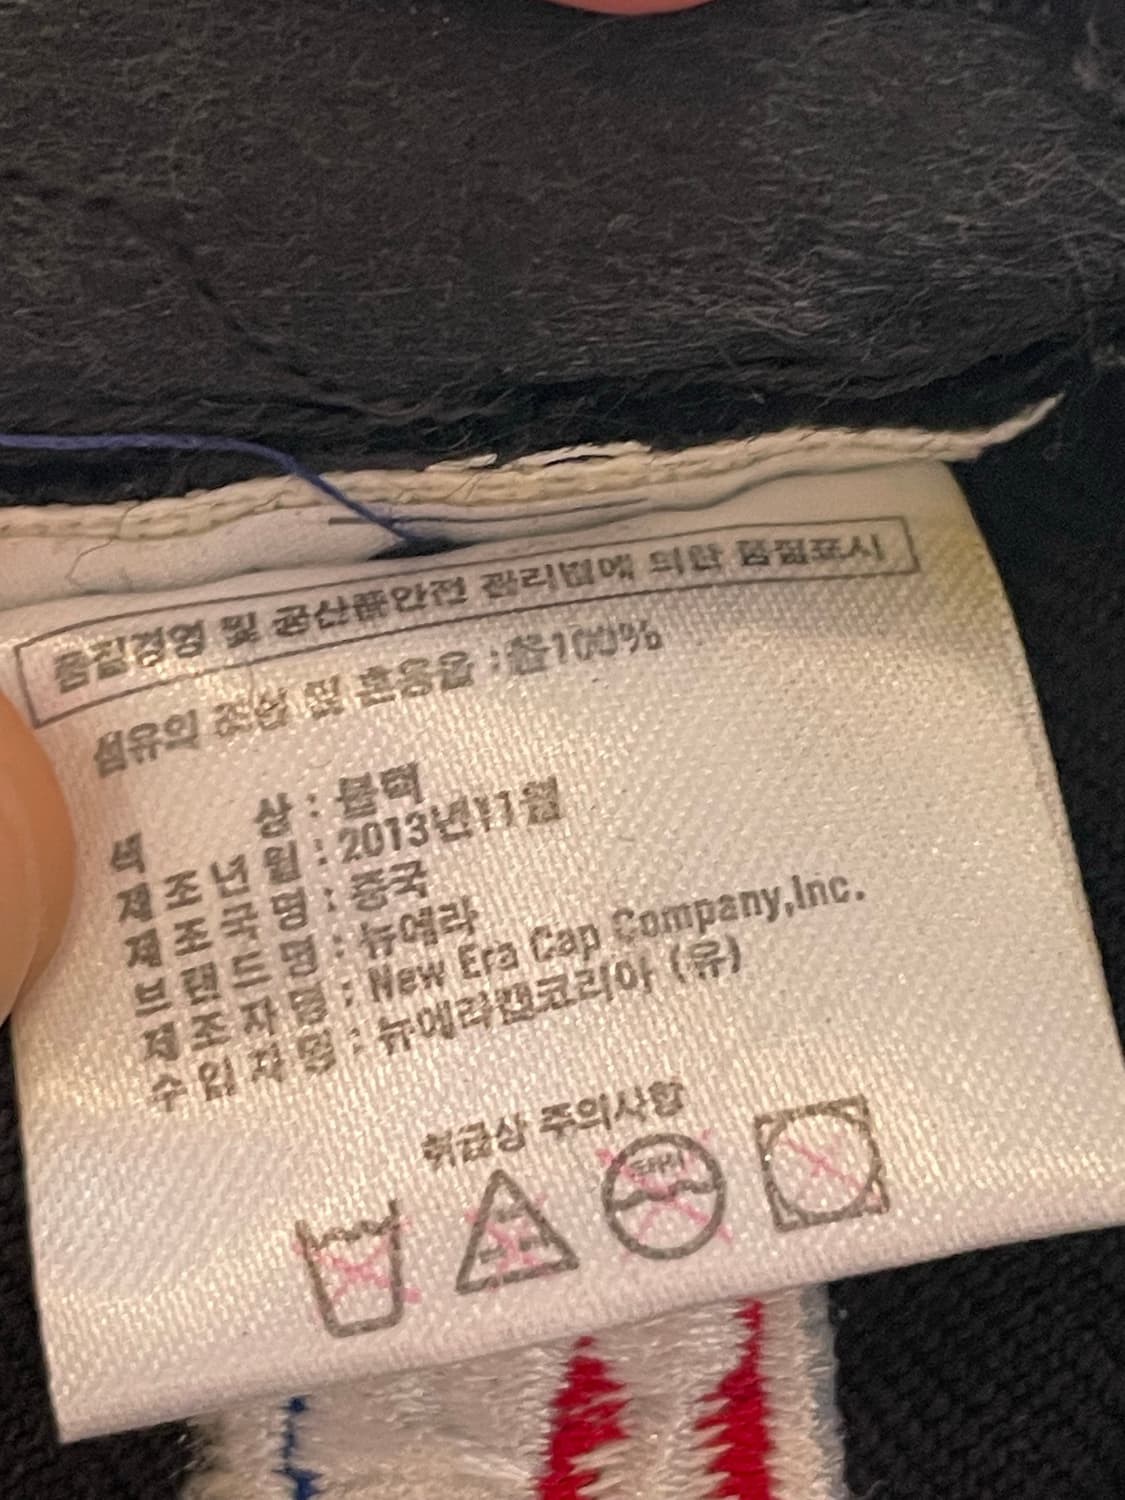 품질경영 및 공산품안전 관리법에 의한 품질표시
섬유의 조성 및 혼용율 : 울100%
색 상 : 블랙
제조년월 : 2013년11월
제조국명 : 중국
브랜드명 : 뉴에라
제조자명 : New Era Cap Company,Inc.
수입자명 : 뉴에라캡코리아 (유)
취급상 주의사항
드라이